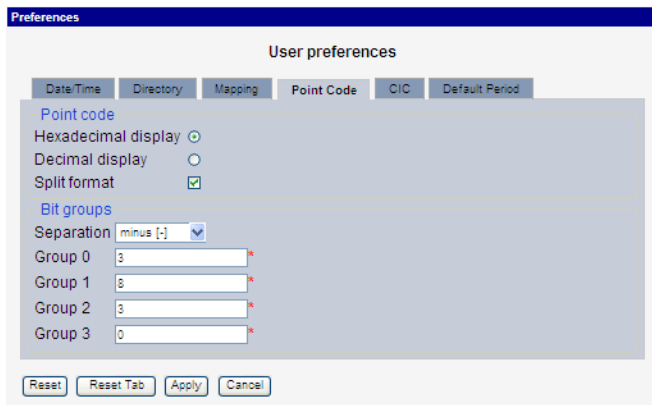 Preferences
User preferences
Date/Time Directory Mapping Point Code CIC Default Period
Point code
Hexadecimal display
Decimal display
Split format
Bit groups
Separation minus [-]
Group 0 3 *
Group 1 8 *
Group 2 3 *
Group 3 0 *
Reset Reset Tab Apply Cancel